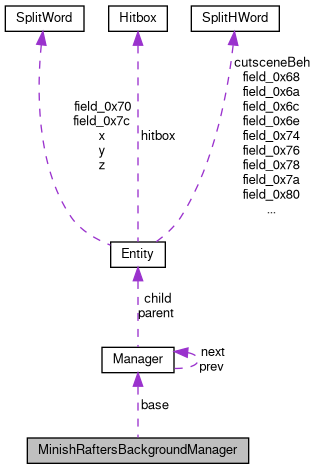 SplitWord
Hitbox
SplitHWord
field_0x70
field_0x7c
x
y
z
hitbox
cutsceneBeh
field_0x68
field_0x6a
field_0x6c
field_0x6e
field_0x74
field_0x76
field_0x78
field_0x7a
field_0x80
...
Entity
child
parent
Manager
next
prev
base
MinishRaftersBackgroundManager